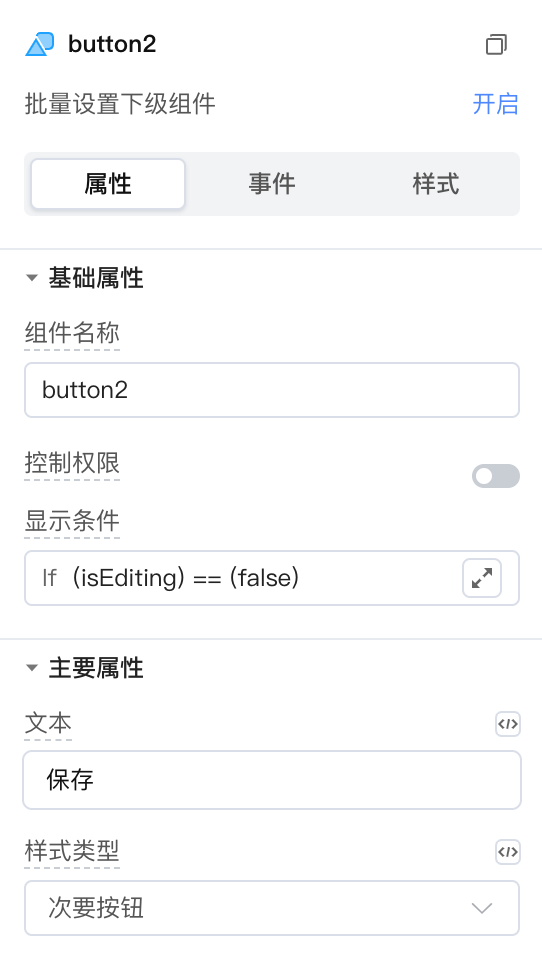 button2
批量设置下级组件 开启
属性 事件 样式
基础属性
组件名称
button2
控制权限
显示条件
If (isEditing) == (false)
主要属性
文本
保存
样式类型
次要按钮